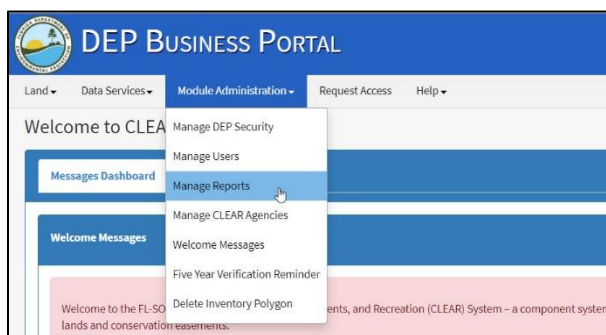 DEP BUSINESS PORTAL
Land Data Services Module Administration Request Access Help
Welcome to CLEA
Manage DEP Security
Manage Users
Messages Dashboard
Manage Reports
Manage CLEAR Agencies
Welcome Messages
Welcome Messages
Five Year Verification Reminder
Delete Inventory Polygon
Welcome to the FL-SO ents, and Recreation (CLEAR) System – a component system
lands and conservation easements.